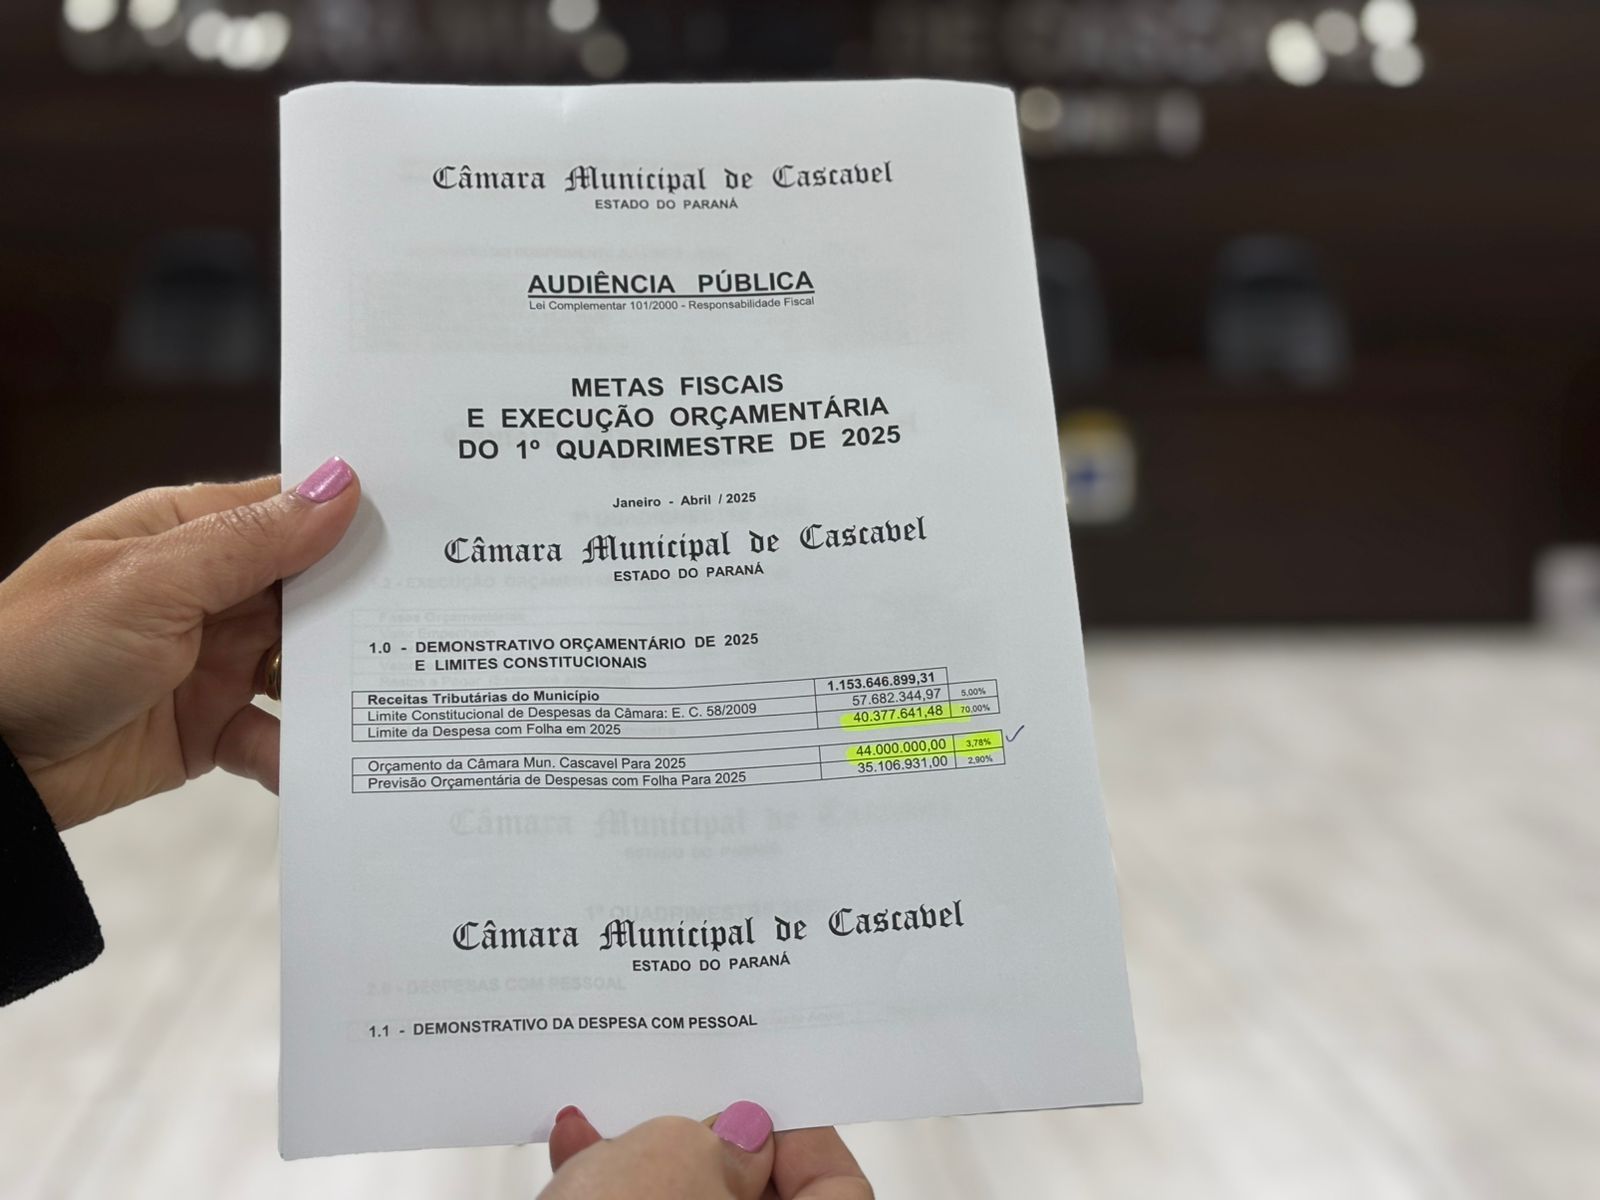 Câmara Municipal de Cascavel
ESTADO DO PARANÁ
AUDIÊNCIA PÚBLICA
Lei Complementar 101/2000 - Responsabilidade Fiscal
METAS FISCAIS
E EXECUÇÃO ORÇAMENTÁRIA
DO 1º QUADRIMESTRE DE 2025
Janeiro - Abril / 2025
Câmara Municipal de Cascavel
ESTADO DO PARANÁ
1.0 - DEMONSTRATIVO ORÇAMENTÁRIO DE 2025
E LIMITES CONSTITUCIONAIS
Receitas Tributárias do Município 1.153.646.899,31
Limite Constitucional de Despesas da Câmara: E. C. 58/2009 57.682.344,97 5,00%
Limite da Despesa com Folha em 2025 40.377.641,48 70,00%
Orçamento da Câmara Mun. Cascavel Para 2025 44.000.000,00 3,78%
Previsão Orçamentária de Despesas com Folha Para 2025 35.106.931,00 2,90%
Câmara Municipal de Cascavel
ESTADO DO PARANÁ
1.1 - DEMONSTRATIVO DA DESPESA COM PESSOAL